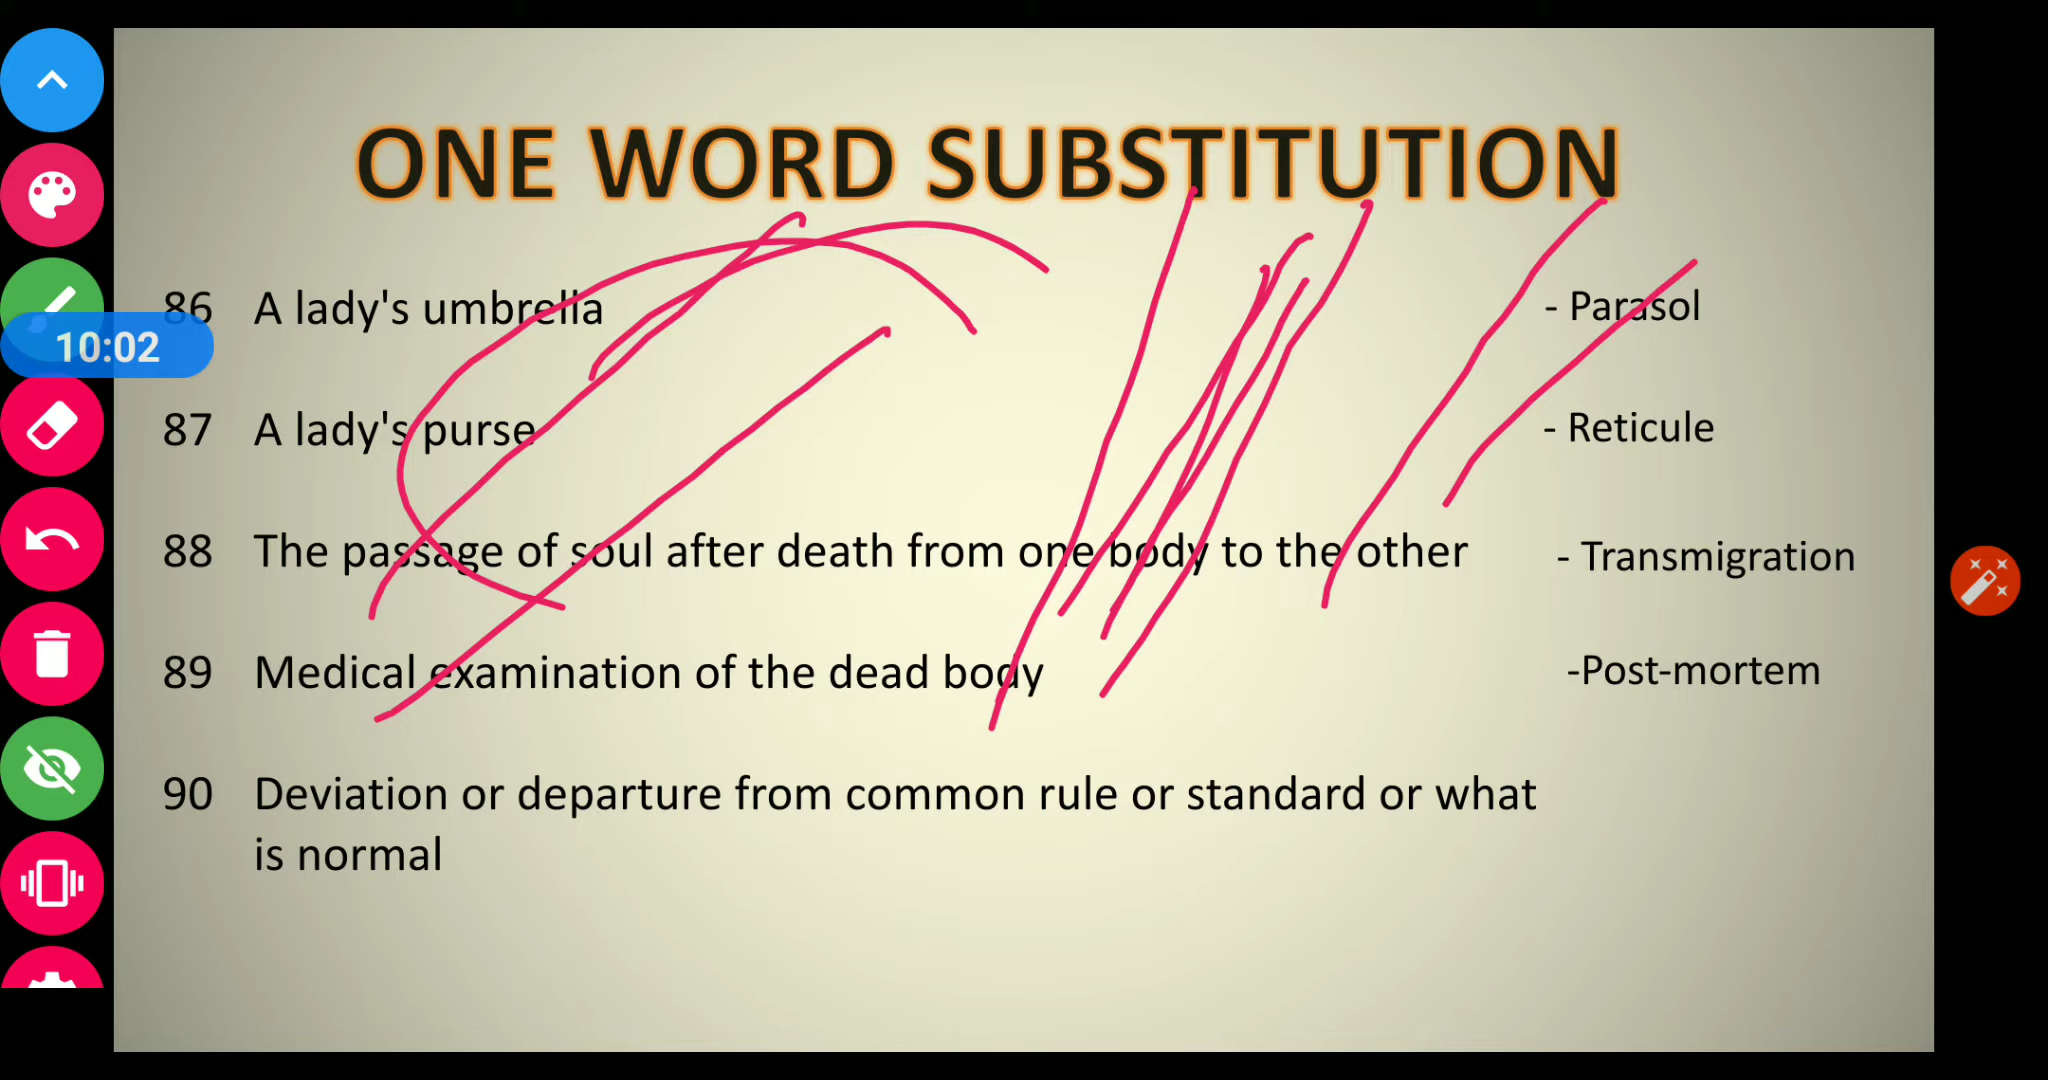 ONE WORD SUBSTITUTION
86 A lady's umbrella - Parasol
10:02
87 A lady's purse - Reticule
88 The passage of soul after death from one body to the other - Transmigration
89 Medical examination of the dead body -Post-mortem
90 Deviation or departure from common rule or standard or what
is normal